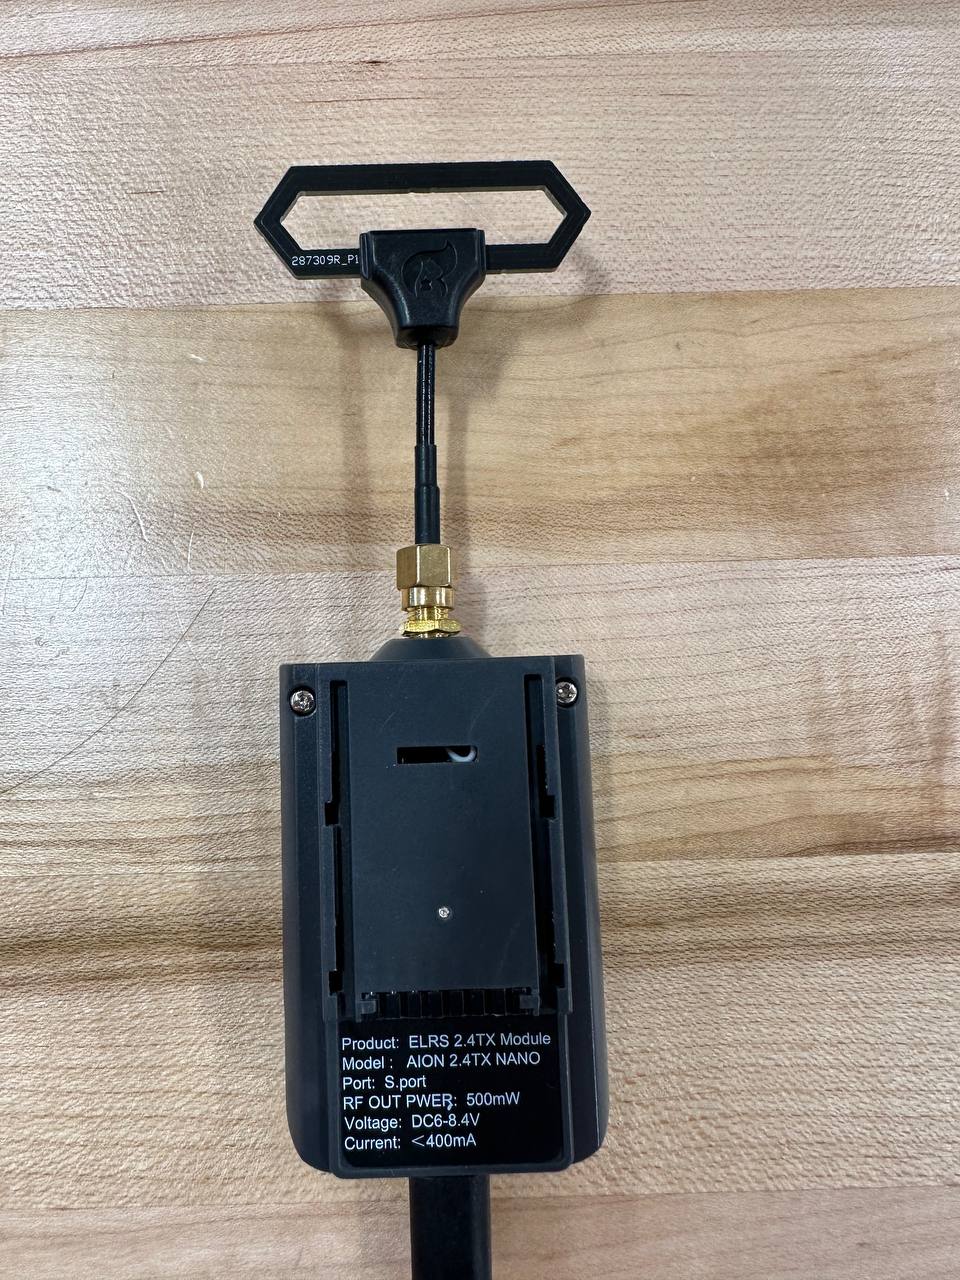 287309R_P1
Product: ELRS 2.4TX Module
Model : AION 2.4TX NANO
Port: S.port
RF OUT PWER: 500mW
Voltage: DC6-8.4V
Current: <400mA